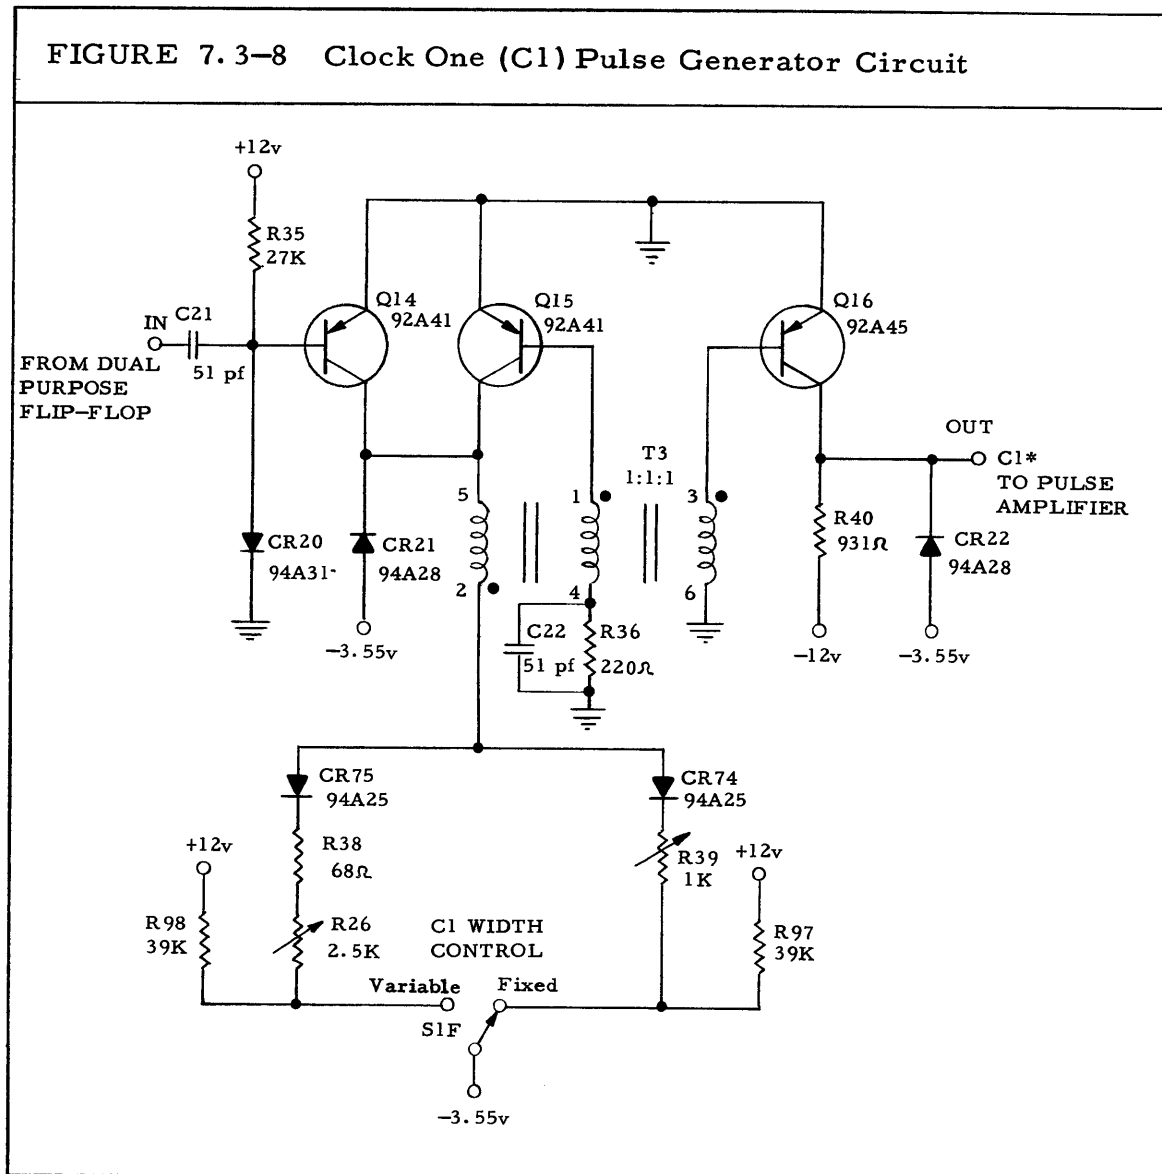 FIGURE 7.3-8 Clock One (C1) Pulse Generator Circuit
+12v
R35
27K
Q14
92A41
Q15
92A41
Q16
92A45
IN
C21
51 pf
FROM DUAL
PURPOSE
FLIP-FLOP
OUT
C1*
TO PULSE
AMPLIFIER
T3
1:1:1
5
1
3
CR20
94A31
CR21
94A28
R40
931Ω
CR22
94A28
2
4
6
C22
51 pf
R36
220Ω
-3.55v
-12v
-3.55v
CR75
94A25
CR74
94A25
+12v
R38
68Ω
R39
1K
+12v
R98
39K
R26
2.5K
C1 WIDTH
CONTROL
R97
39K
Variable
Fixed
S1F
-3.55v